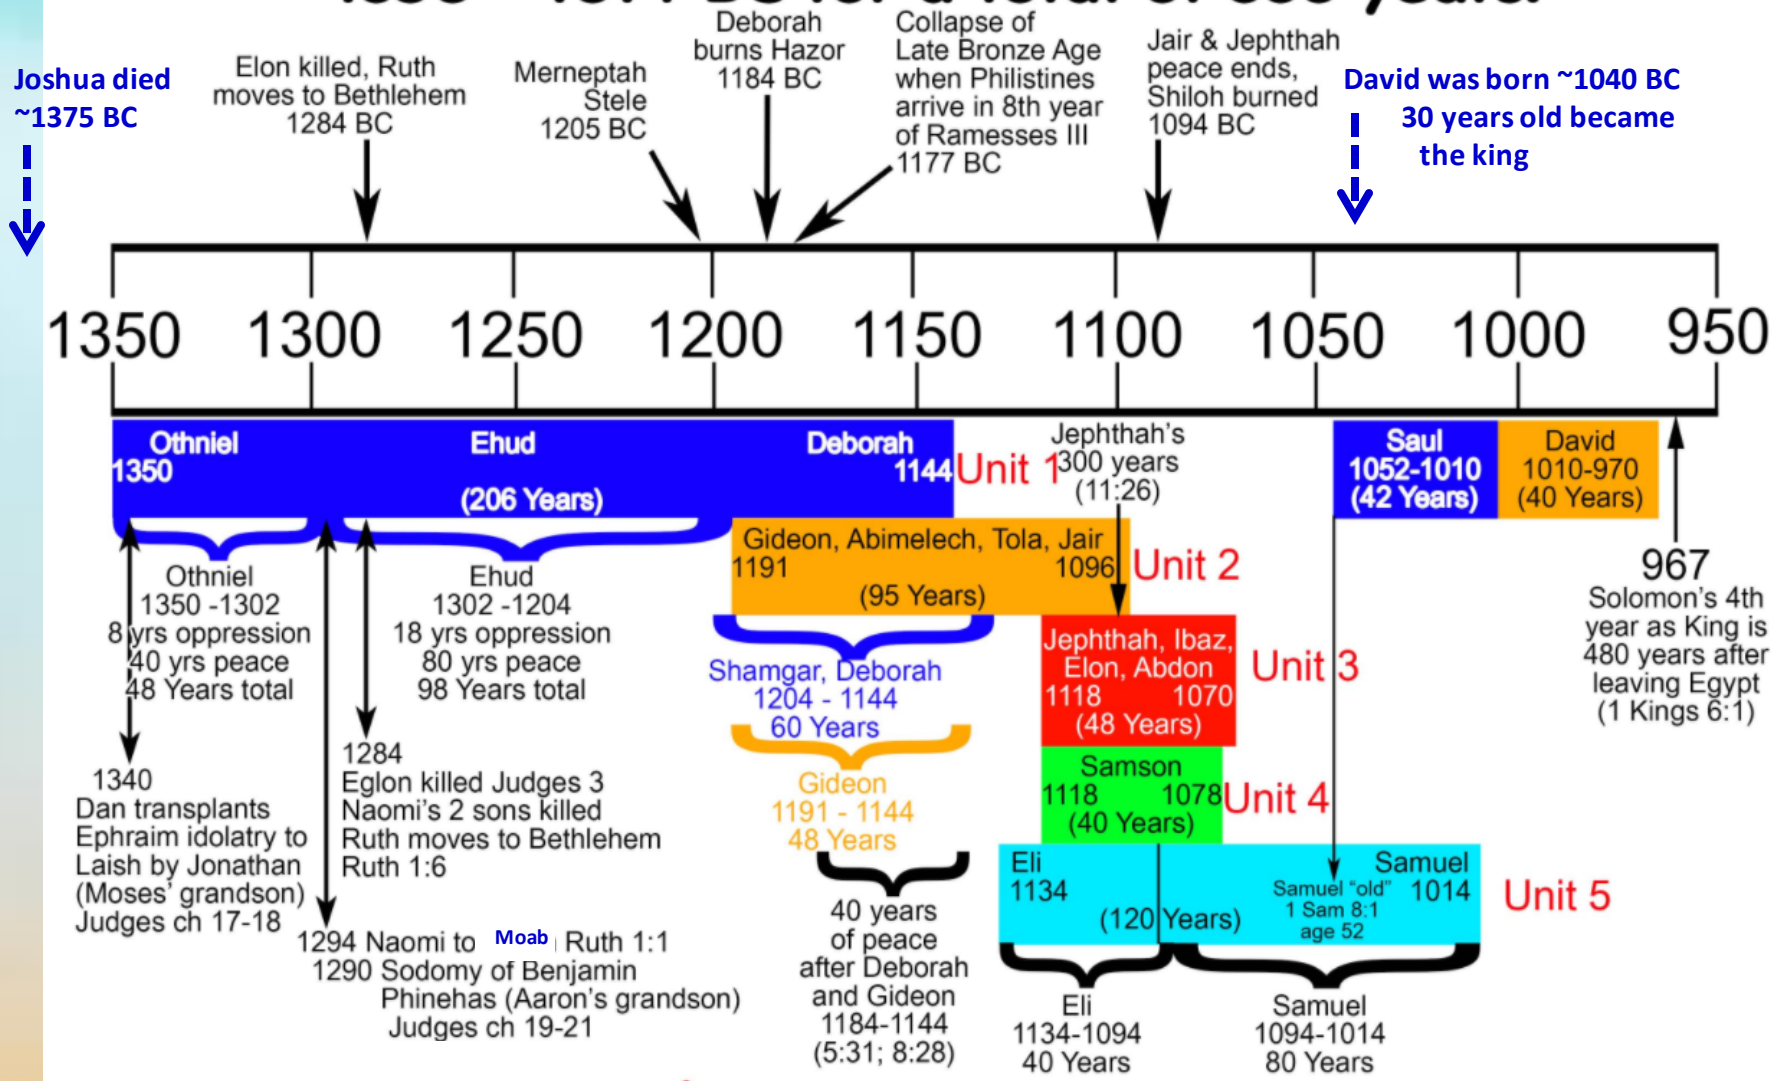 Joshua died
~1375 BC
Elon killed, Ruth
moves to Bethlehem
1284 BC
Merneptah
Stele
1205 BC
Deborah
burns Hazor
1184 BC
Collapse of
Late Bronze Age
when Philistines
arrive in 8th year
of Ramesses III
1177 BC
Jair & Jephthah
peace ends,
Shiloh burned
1094 BC
David was born ~1040 BC
30 years old became
the king
1350 1300 1250 1200 1150 1100 1050 1000 950
Othniel
1350
Ehud
(206 Years)
Deborah
1144
Unit 1
Jephthah's
300 years
(11:26)
Saul
1052-1010
(42 Years)
David
1010-970
(40 Years)
Othniel
1350 -1302
8 yrs oppression
40 yrs peace
48 Years total
Ehud
1302 -1204
18 yrs oppression
80 yrs peace
98 Years total
Gideon, Abimelech, Tola, Jair
1191 1096
(95 Years)
Unit 2
967
Solomon's 4th
year as King is
480 years after
leaving Egypt
(1 Kings 6:1)
Shamgar, Deborah
1204 - 1144
60 Years
Jephthah, Ibaz,
Elon, Abdon
1118 1070
(48 Years)
Unit 3
Gideon
1191 - 1144
48 Years
Samson
1118 1078
(40 Years)
Unit 4
1340
Dan transplants
Ephraim idolatry to
Laish by Jonathan
(Moses' grandson)
Judges ch 17-18
1284
Eglon killed Judges 3
Naomi's 2 sons killed
Ruth moves to Bethlehem
Ruth 1:6
Eli
1134
(120 Years)
Samuel "old"
1 Sam 8:1
age 52
Samuel
1014
Unit 5
1294 Naomi to Moab Ruth 1:1
1290 Sodomy of Benjamin
Phinehas (Aaron's grandson)
Judges ch 19-21
40 years
of peace
after Deborah
and Gideon
1184-1144
(5:31; 8:28)
Eli
1134-1094
40 Years
Samuel
1094-1014
80 Years